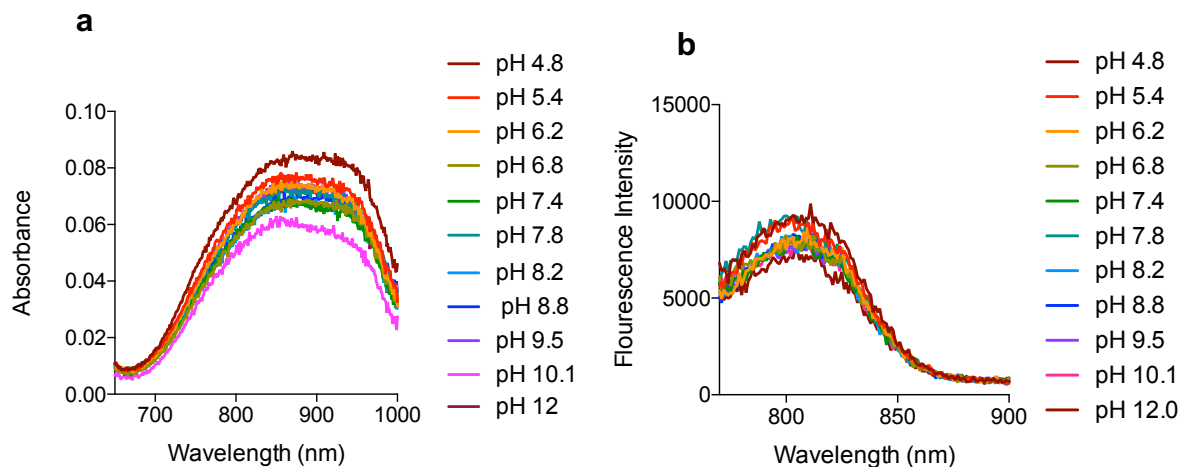 a
Absorbance
0.10
0.08
0.06
0.04
0.02
0.00
700
800
900
1000
Wavelength (nm)
pH 4.8
pH 5.4
pH 6.2
pH 6.8
pH 7.4
pH 7.8
pH 8.2
pH 8.8
pH 9.5
pH 10.1
pH 12
b
Flourescence Intensity
15000
10000
5000
0
800
850
900
Wavelength (nm)
pH 4.8
pH 5.4
pH 6.2
pH 6.8
pH 7.4
pH 7.8
pH 8.2
pH 8.8
pH 9.5
pH 10.1
pH 12.0